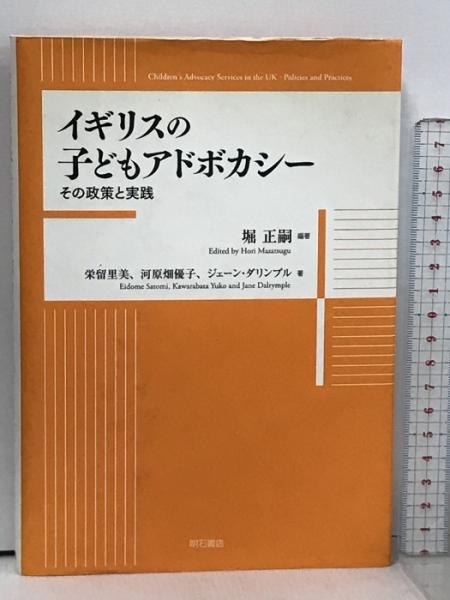 Children's Advocacy Services in the UK - Policies and Practices
イギリスの
子どもアドボカシー
その政策と実践
堀 正嗣 編著
Edited by Hori Masatsugu
栄留里美、河原畑優子、ジェーン・ダリンプル 著
Eidome Satomi, Kawarabata Yuko and Jane Dalrymple
明石書店